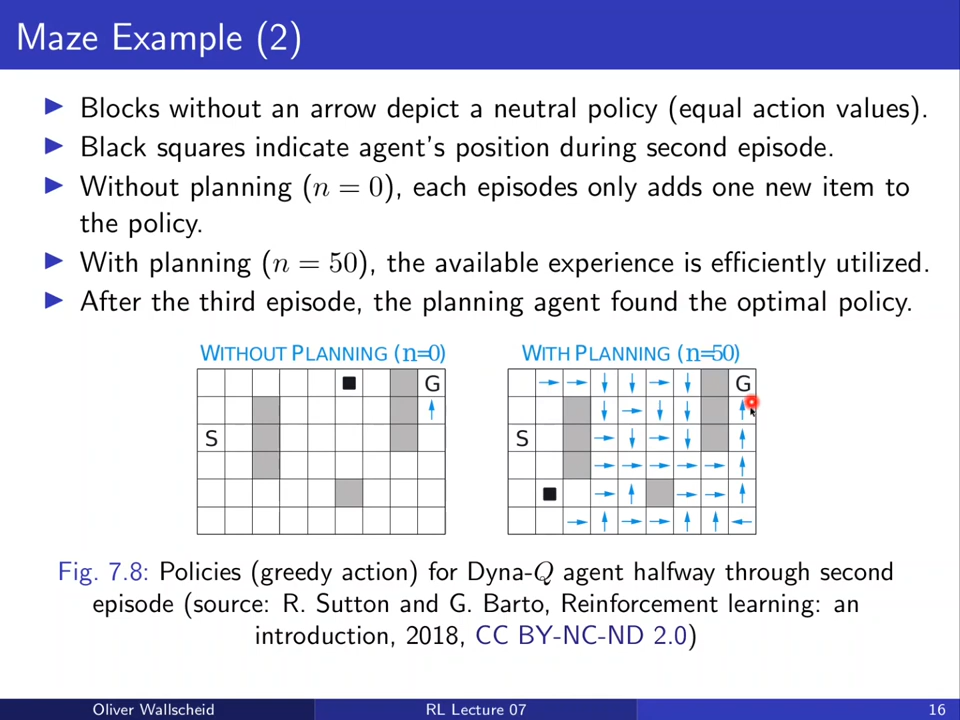 Maze Example (2)
Blocks without an arrow depict a neutral policy (equal action values).
Black squares indicate agent's position during second episode.
Without planning (n = 0), each episodes only adds one new item to
the policy.
With planning (n = 50), the available experience is efficiently utilized.
After the third episode, the planning agent found the optimal policy.
WITHOUT PLANNING (n=0)
WITH PLANNING (n=50)
G
S
G
S
Fig. 7.8: Policies (greedy action) for Dyna-Q agent halfway through second
episode (source: R. Sutton and G. Barto, Reinforcement learning: an
introduction, 2018, CC BY-NC-ND 2.0)
Oliver Wallscheid
RL Lecture 07
16